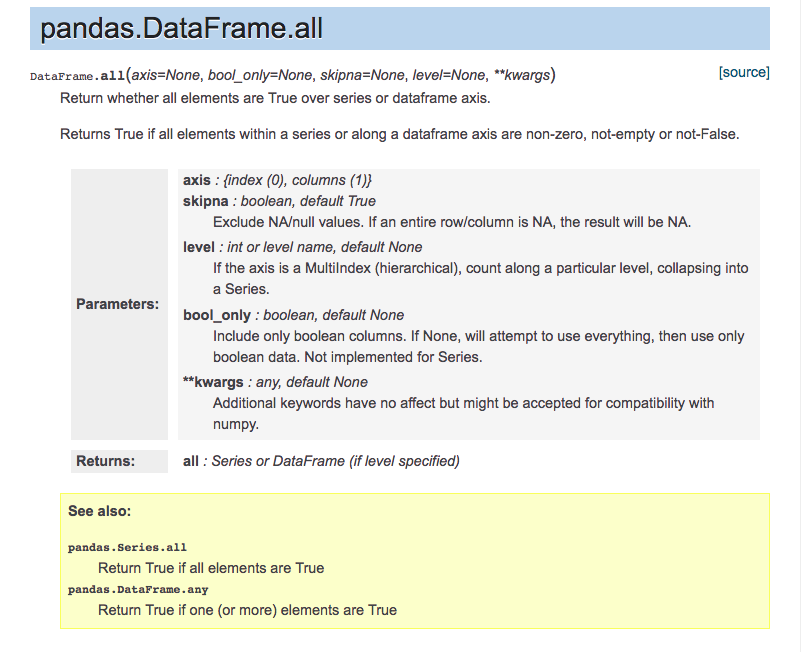 pandas.DataFrame.all
DataFrame.all(axis=None, bool_only=None, skipna=None, level=None, **kwargs) [source]
Return whether all elements are True over series or dataframe axis.
Returns True if all elements within a series or along a dataframe axis are non-zero, not-empty or not-False.
Parameters:
axis : {index (0), columns (1)}
skipna : boolean, default True
Exclude NA/null values. If an entire row/column is NA, the result will be NA.
level : int or level name, default None
If the axis is a MultiIndex (hierarchical), count along a particular level, collapsing into
a Series.
bool_only : boolean, default None
Include only boolean columns. If None, will attempt to use everything, then use only
boolean data. Not implemented for Series.
**kwargs : any, default None
Additional keywords have no affect but might be accepted for compatibility with
numpy.
Returns: all : Series or DataFrame (if level specified)
See also:
pandas.Series.all
Return True if all elements are True
pandas.DataFrame.any
Return True if one (or more) elements are True